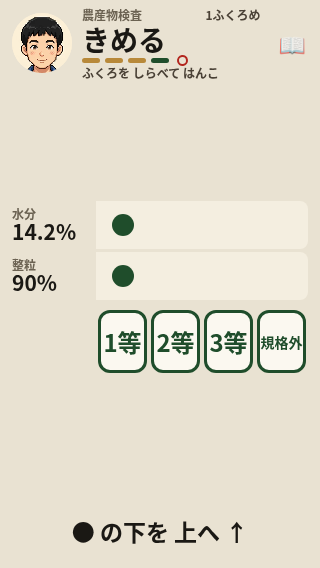 農産物検査
1ふくろめ
きめる
ふくろを しらべて はんこ
水分
14.2%
整粒
90%
1等 2等 3等 規格外
● の下を 上へ ↑